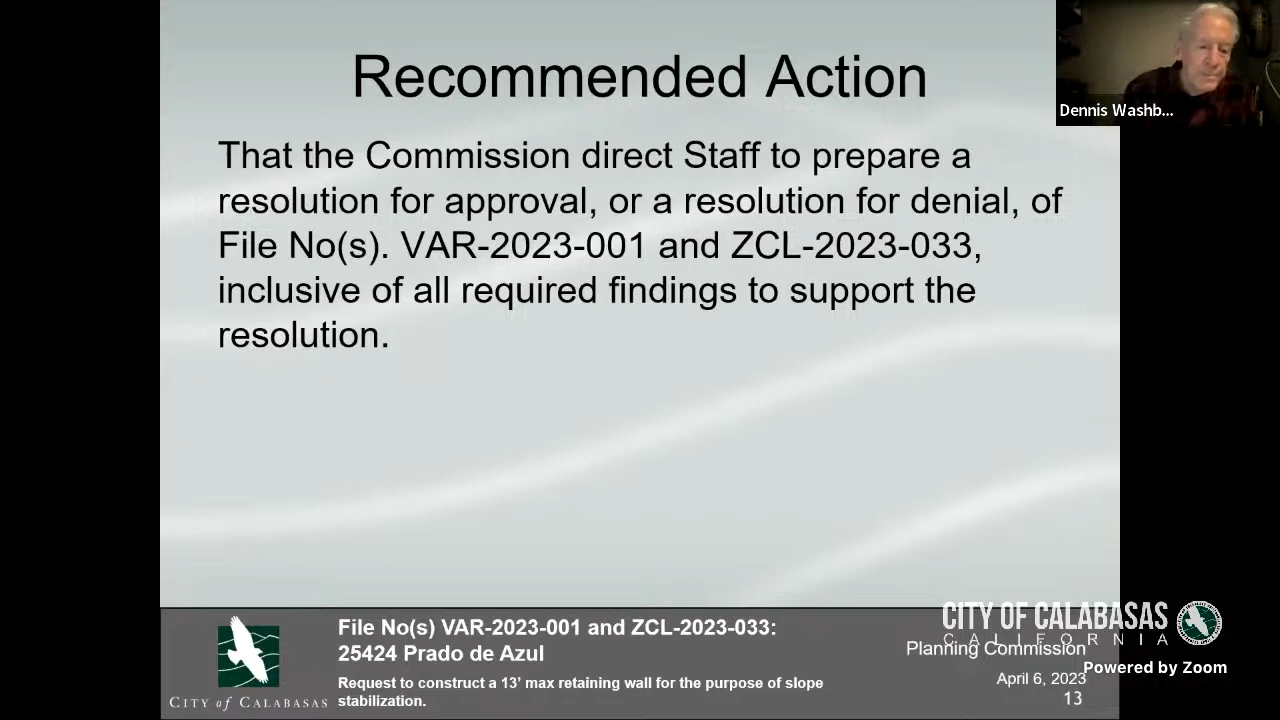 Recommended Action
Dennis Washb...
That the Commission direct Staff to prepare a
resolution for approval, or a resolution for denial, of
File No(s). VAR-2023-001 and ZCL-2023-033,
inclusive of all required findings to support the
resolution.
File No(s) VAR-2023-001 and ZCL-2023-033:
25424 Prado de Azul
Request to construct a 13' max retaining wall for the purpose of slope
stabilization.
CITY of CALABASAS
CITY OF CALABASAS
CALIFORNIA
Planning Commission
Powered by Zoom
April 6, 2023
13